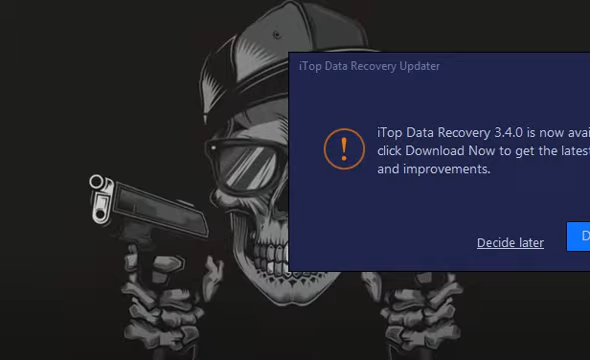 iTop Data Recovery Updater
iTop Data Recovery 3.4.0 is now
click Download Now to get the latest
and improvements.
Decide later